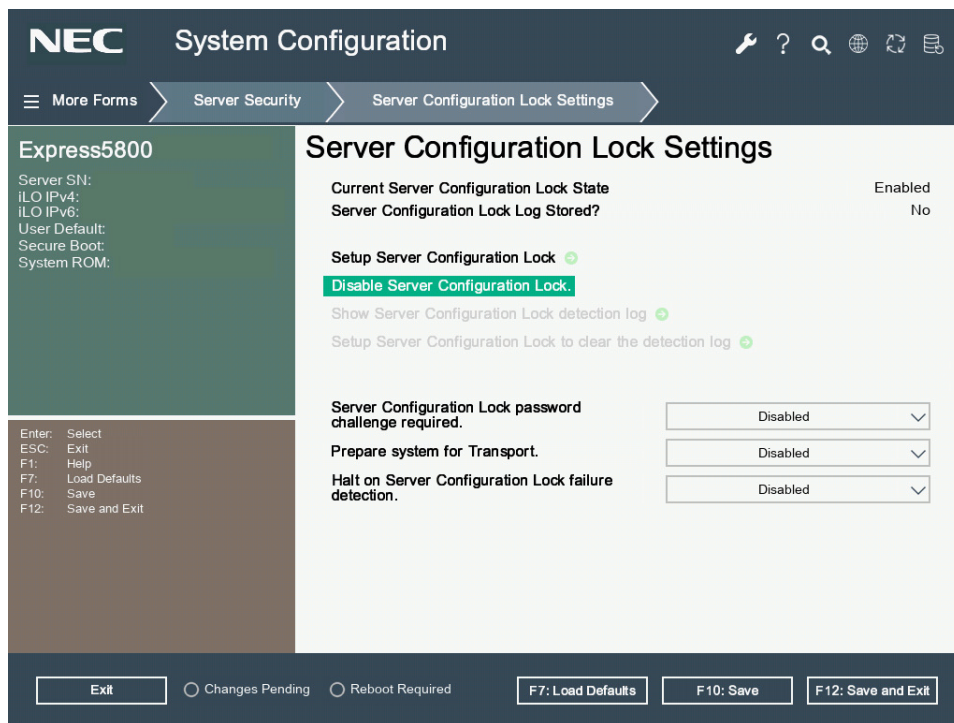 NEC System Configuration
More Forms Server Security Server Configuration Lock Settings
Express5800
Server SN:
iLO IPv4:
iLO IPv6:
User Default:
Secure Boot:
System ROM:
Enter: Select
ESC: Exit
F1: Help
F7: Load Defaults
F10: Save
F12: Save and Exit
Server Configuration Lock Settings
Current Server Configuration Lock State Enabled
Server Configuration Lock Log Stored? No
Setup Server Configuration Lock
Disable Server Configuration Lock.
Show Server Configuration Lock detection log
Setup Server Configuration Lock to clear the detection log
Server Configuration Lock password
challenge required. Disabled
Prepare system for Transport. Disabled
Halt on Server Configuration Lock failure
detection. Disabled
Exit Changes Pending Reboot Required F7: Load Defaults F10: Save F12: Save and Exit